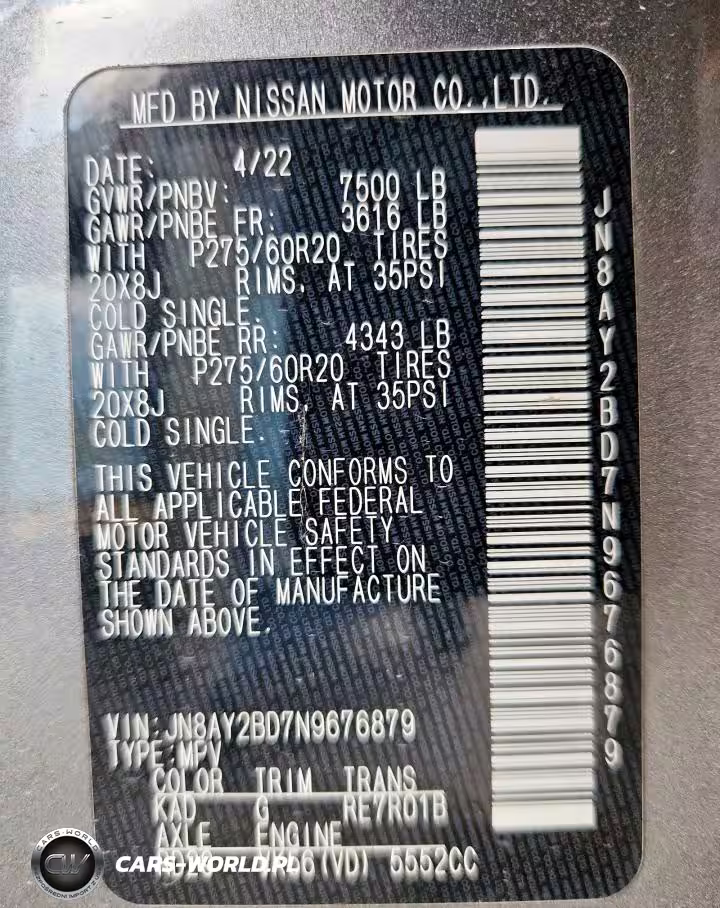 MFD BY NISSAN MOTOR CO.,LTD.
DATE: 4/22
GVWR/PNBV: 7500 LB
GAWR/PNBE FR: 3616 LB
WITH P275/60R20 TIRES
20X8J RIMS, AT 35PSI
COLD SINGLE.
GAWR/PNBE RR: 4343 LB
WITH P275/60R20 TIRES
20X8J RIMS, AT 35PSI
COLD SINGLE.
THIS VEHICLE CONFORMS TO
ALL APPLICABLE FEDERAL
MOTOR VEHICLE SAFETY
STANDARDS IN EFFECT ON
THE DATE OF MANUFACTURE
SHOWN ABOVE.
VIN:JN8AY2BD7N9676879
TYPE:MPV
COLOR TRIM TRANS
KAD G RE7R01B
AXLE ENGINE
(VD) 5552CC
JN8AY2BD7N9676879
CARS-WORLD
CW
CARS-WORLD.PL